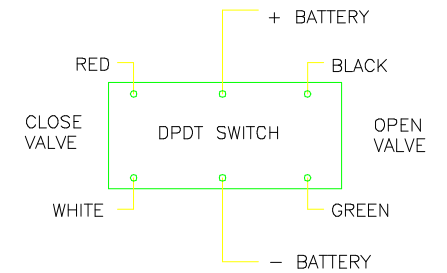 + BATTERY
RED
BLACK
CLOSE
VALVE
DPDT SWITCH
OPEN
VALVE
WHITE
GREEN
- BATTERY